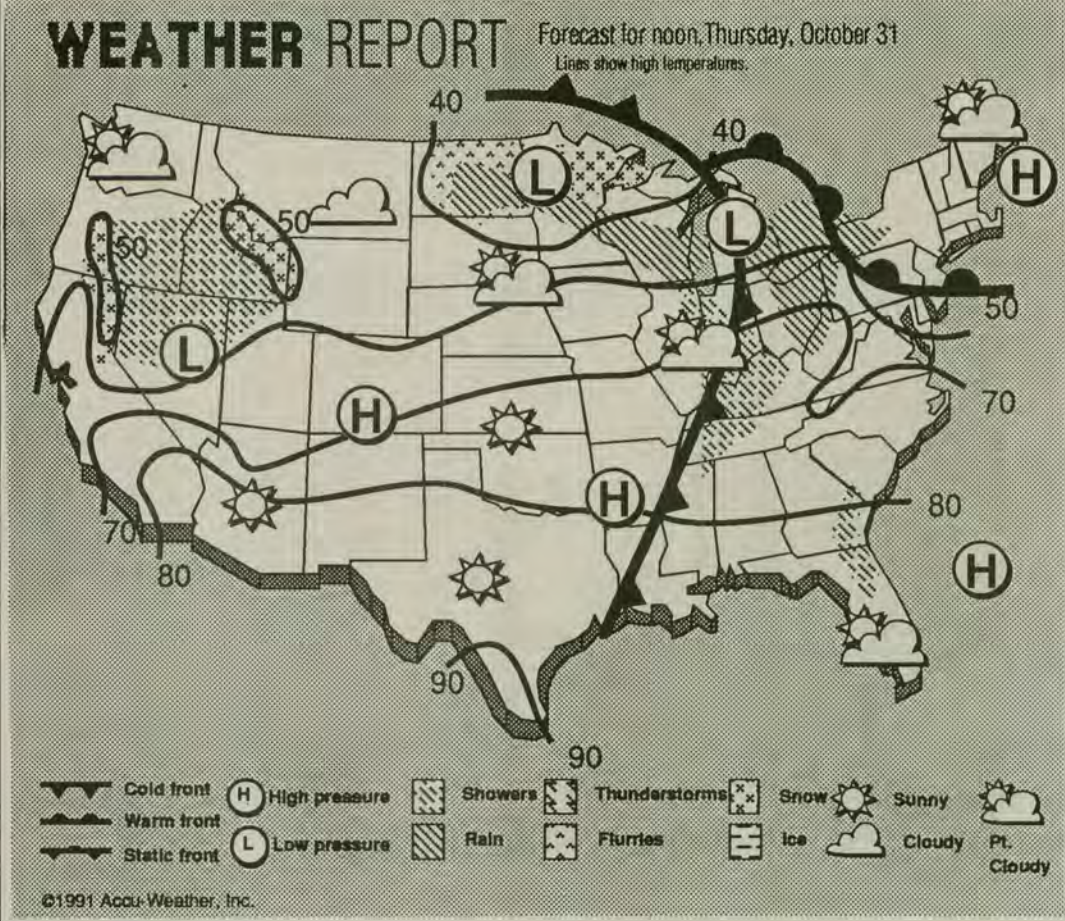 WEATHER REPORT
Forecast for noon, Thursday, October 31
Lines show high temperatures.
40
40
H
L
50
50
L
50
L
70
H
H
80
70
H
80
90
90
Cold front
Warm front
Static front
H High pressure
L Low pressure
Showers
Rain
Thunderstorms
Flurries
Snow
Ice
Sunny
Cloudy
Pt.
Cloudy
©1991 Accu-Weather, Inc.